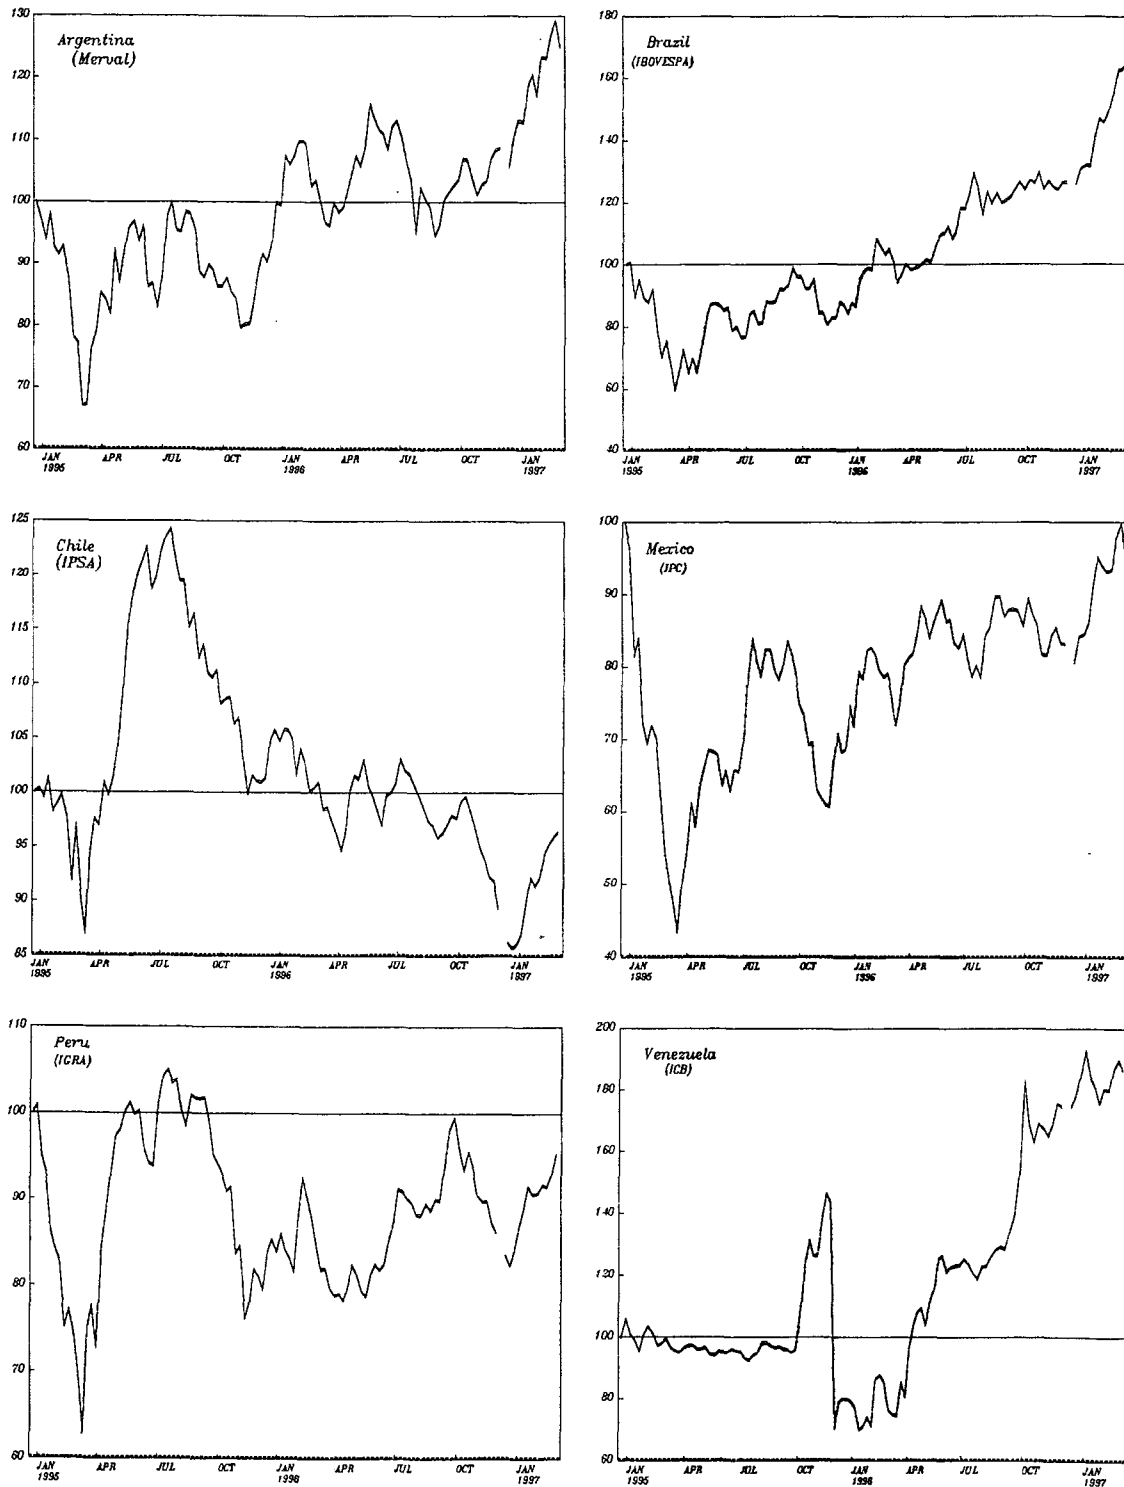 Argentina
(Merval)
130
120
110
100
90
80
70
60
JAN APR JUL OCT JAN APR JUL OCT JAN
1995 1996 1997
Brazil
(IBOVESPA)
180
160
140
120
100
80
60
40
JAN APR JUL OCT JAN APR JUL OCT JAN
1995 1996 1997
Chile
(IPSA)
125
120
115
110
105
100
95
90
85
JAN APR JUL OCT JAN APR JUL OCT JAN
1995 1996 1997
Mexico
(IPC)
100
90
80
70
60
50
40
JAN APR JUL OCT JAN APR JUL OCT JAN
1995 1996 1997
Peru
(IGRA)
110
100
90
80
70
60
JAN APR JUL OCT JAN APR JUL OCT JAN
1995 1996 1997
Venezuela
(ICB)
200
180
160
140
120
100
80
60
JAN APR JUL OCT JAN APR JUL OCT JAN
1995 1996 1997